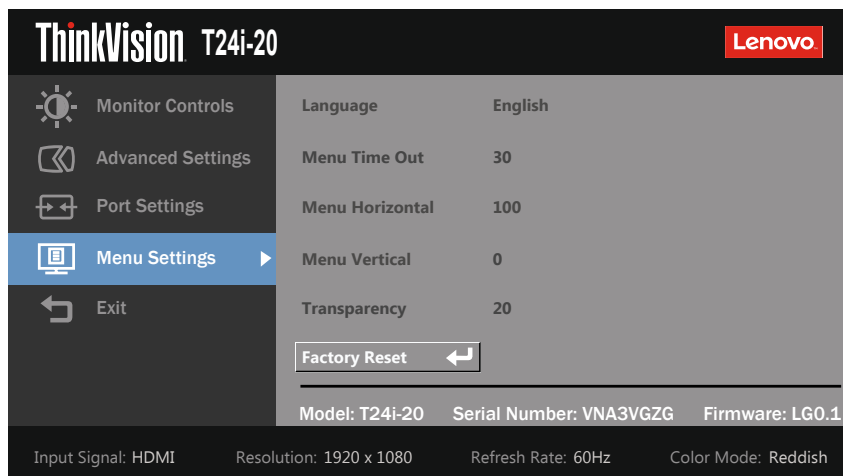 ThinkVision T24i-20
Lenovo
Monitor Controls
Advanced Settings
Port Settings
Menu Settings
Exit
Language English
Menu Time Out 30
Menu Horizontal 100
Menu Vertical 0
Transparency 20
Factory Reset
Model: T24i-20 Serial Number: VNA3VGZG Firmware: LG0.1
Input Signal: HDMI Resolution: 1920 x 1080 Refresh Rate: 60Hz Color Mode: Reddish